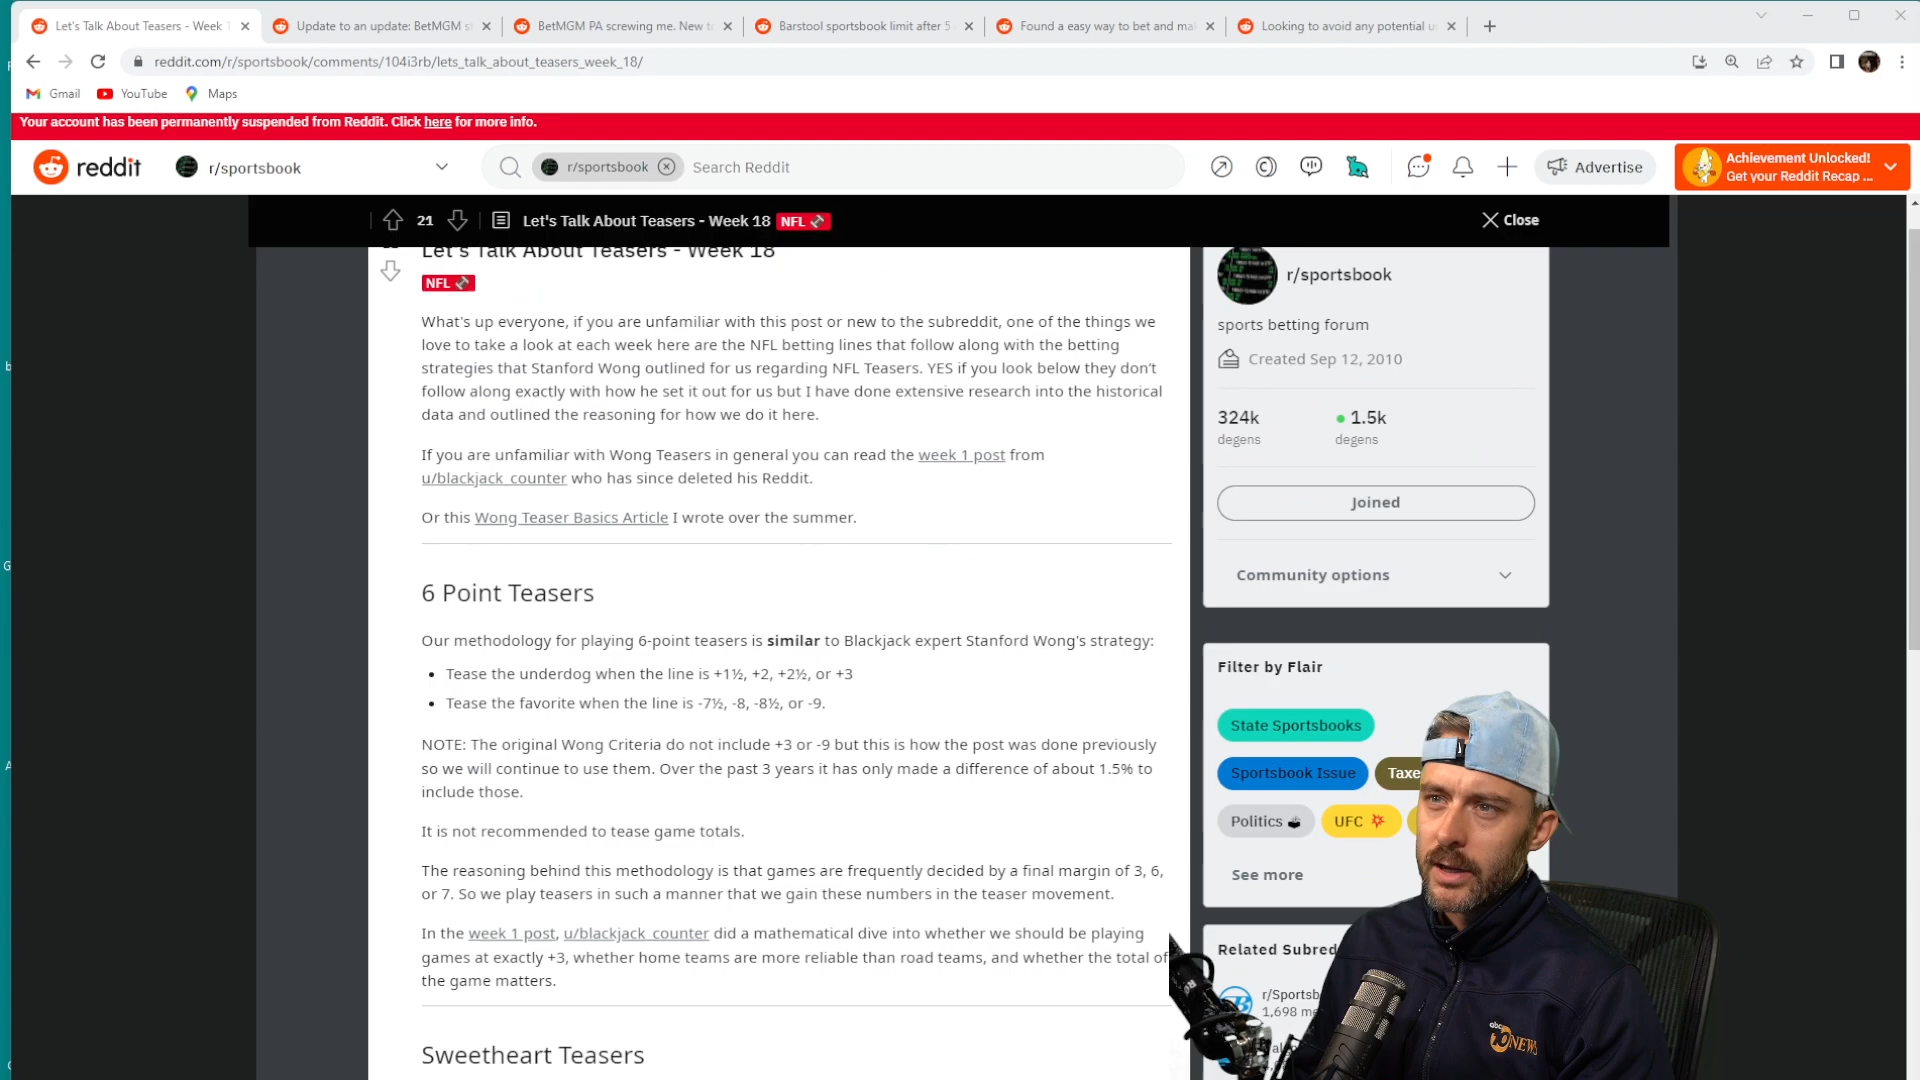 Let's Talk About Teasers - Week 1
Update to an update: BetMGM s
BetMGM PA screwing me. New t
Barstool sportsbook limit after 5
Found a easy way to bet and ma
Looking to avoid any potential u
reddit.com/r/sportsbook/comments/104i3rb/lets_talk_about_teasers_week_18/
Gmail
YouTube
Maps
Your account has been permanently suspended from Reddit. Click here for more info.
reddit
r/sportsbook
r/sportsbook
Search Reddit
Advertise
Achievement Unlocked!
Get your Reddit Recap ...
21
Let's Talk About Teasers - Week 18
NFL
Close
Let's Talk About Teasers - Week 18
NFL
What's up everyone, if you are unfamiliar with this post or new to the subreddit, one of the things we
love to take a look at each week here are the NFL betting lines that follow along with the betting
strategies that Stanford Wong outlined for us regarding NFL Teasers. YES if you look below they don't
follow along exactly with how he set it out for us but I have done extensive research into the historical
data and outlined the reasoning for how we do it here.
If you are unfamiliar with Wong Teasers in general you can read the week 1 post from
u/blackjack_counter who has since deleted his Reddit.
Or this Wong Teaser Basics Article I wrote over the summer.
6 Point Teasers
Our methodology for playing 6-point teasers is similar to Blackjack expert Stanford Wong's strategy:
• Tease the underdog when the line is +1½, +2, +2½, or +3
• Tease the favorite when the line is -7½, -8, -8½, or -9.
NOTE: The original Wong Criteria do not include +3 or -9 but this is how the post was done previously
so we will continue to use them. Over the past 3 years it has only made a difference of about 1.5% to
include those.
It is not recommended to tease game totals.
The reasoning behind this methodology is that games are frequently decided by a final margin of 3, 6,
or 7. So we play teasers in such a manner that we gain these numbers in the teaser movement.
In the week 1 post, u/blackjack_counter did a mathematical dive into whether we should be playing
games at exactly +3, whether home teams are more reliable than road teams, and whether the total of
the game matters.
Sweetheart Teasers
r/sportsbook
sports betting forum
Created Sep 12, 2010
324k
1.5k
degens
degens
Joined
Community options
Filter by Flair
State Sportsbooks
Sportsbook Issue
Taxe
Politics
UFC
See more
Related Subred
r/Sportsb
1,698 me
abc
10
NEWS